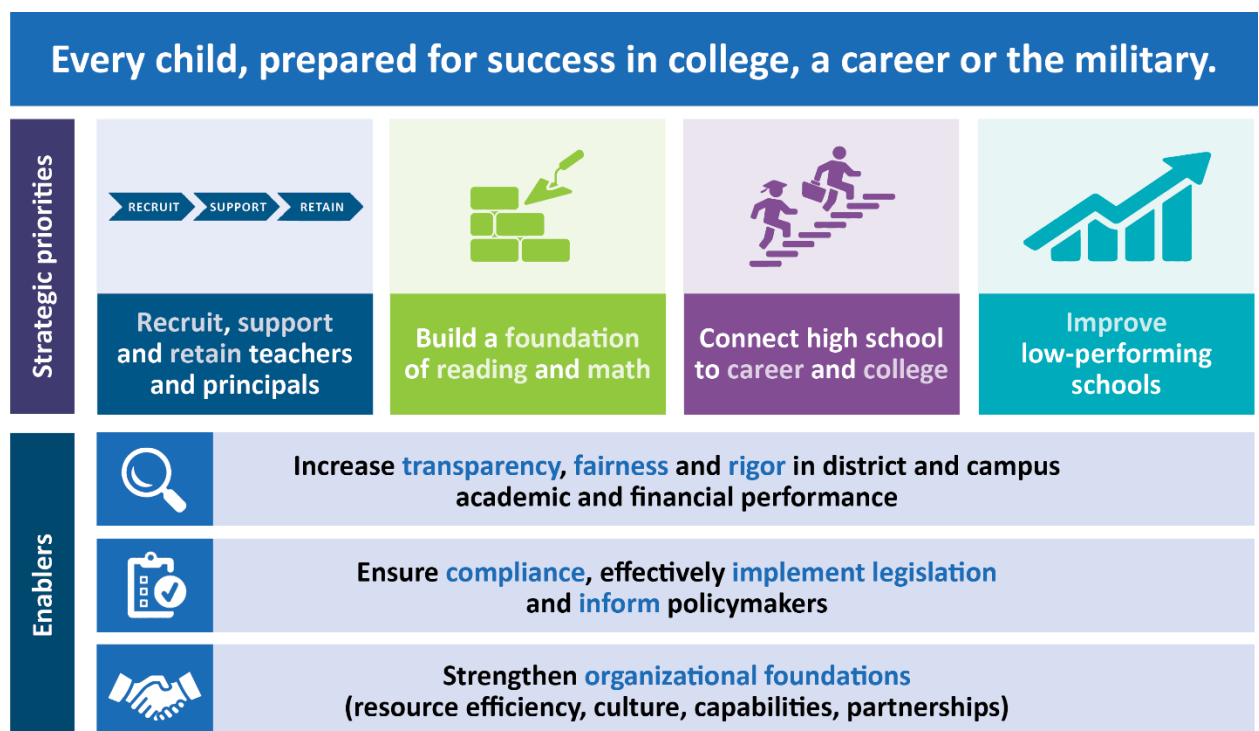 Every child, prepared for success in college, a career or the military.
Strategic priorities
RECRUIT SUPPORT RETAIN
Recruit, support
and retain teachers
and principals
Build a foundation
of reading and math
Connect high school
to career and college
Improve
low-performing
schools
Enablers
Increase transparency, fairness and rigor in district and campus
academic and financial performance
Ensure compliance, effectively implement legislation
and inform policymakers
Strengthen organizational foundations
(resource efficiency, culture, capabilities, partnerships)